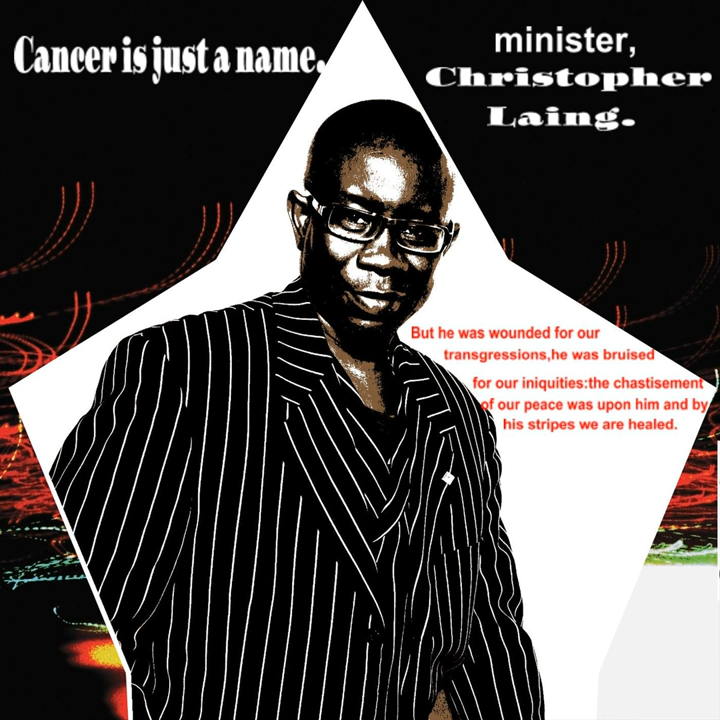 Cancer is just a name.
minister,
Christopher
Laing.
But he was wounded for our
transgressions,he was bruised
for our iniquities:the chastisement
of our peace was upon him and by
his stripes we are healed.